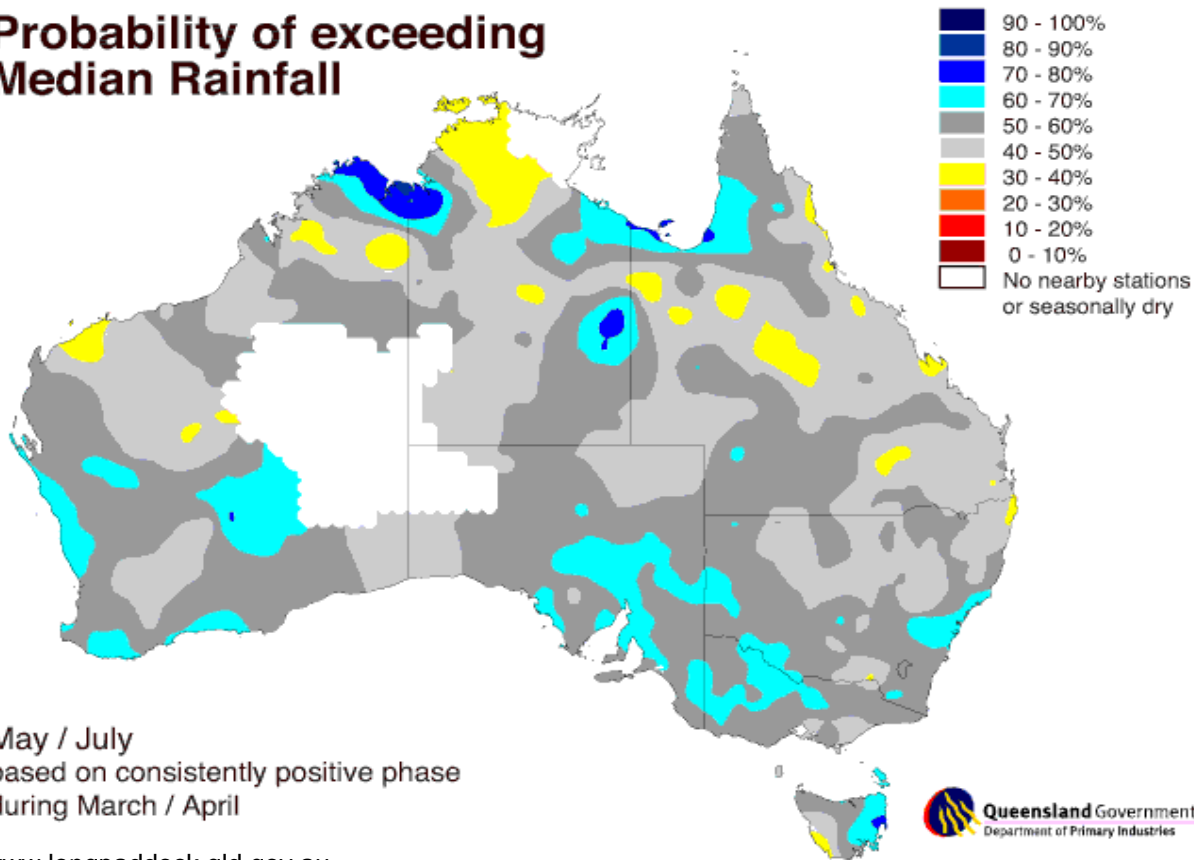 Probability of exceeding
Median Rainfall
90 - 100%
80 - 90%
70 - 80%
60 - 70%
50 - 60%
40 - 50%
30 - 40%
20 - 30%
10 - 20%
0 - 10%
No nearby stations
or seasonally dry
May / July
based on consistently positive phase
during March / April
Queensland Government
Department of Primary Industries